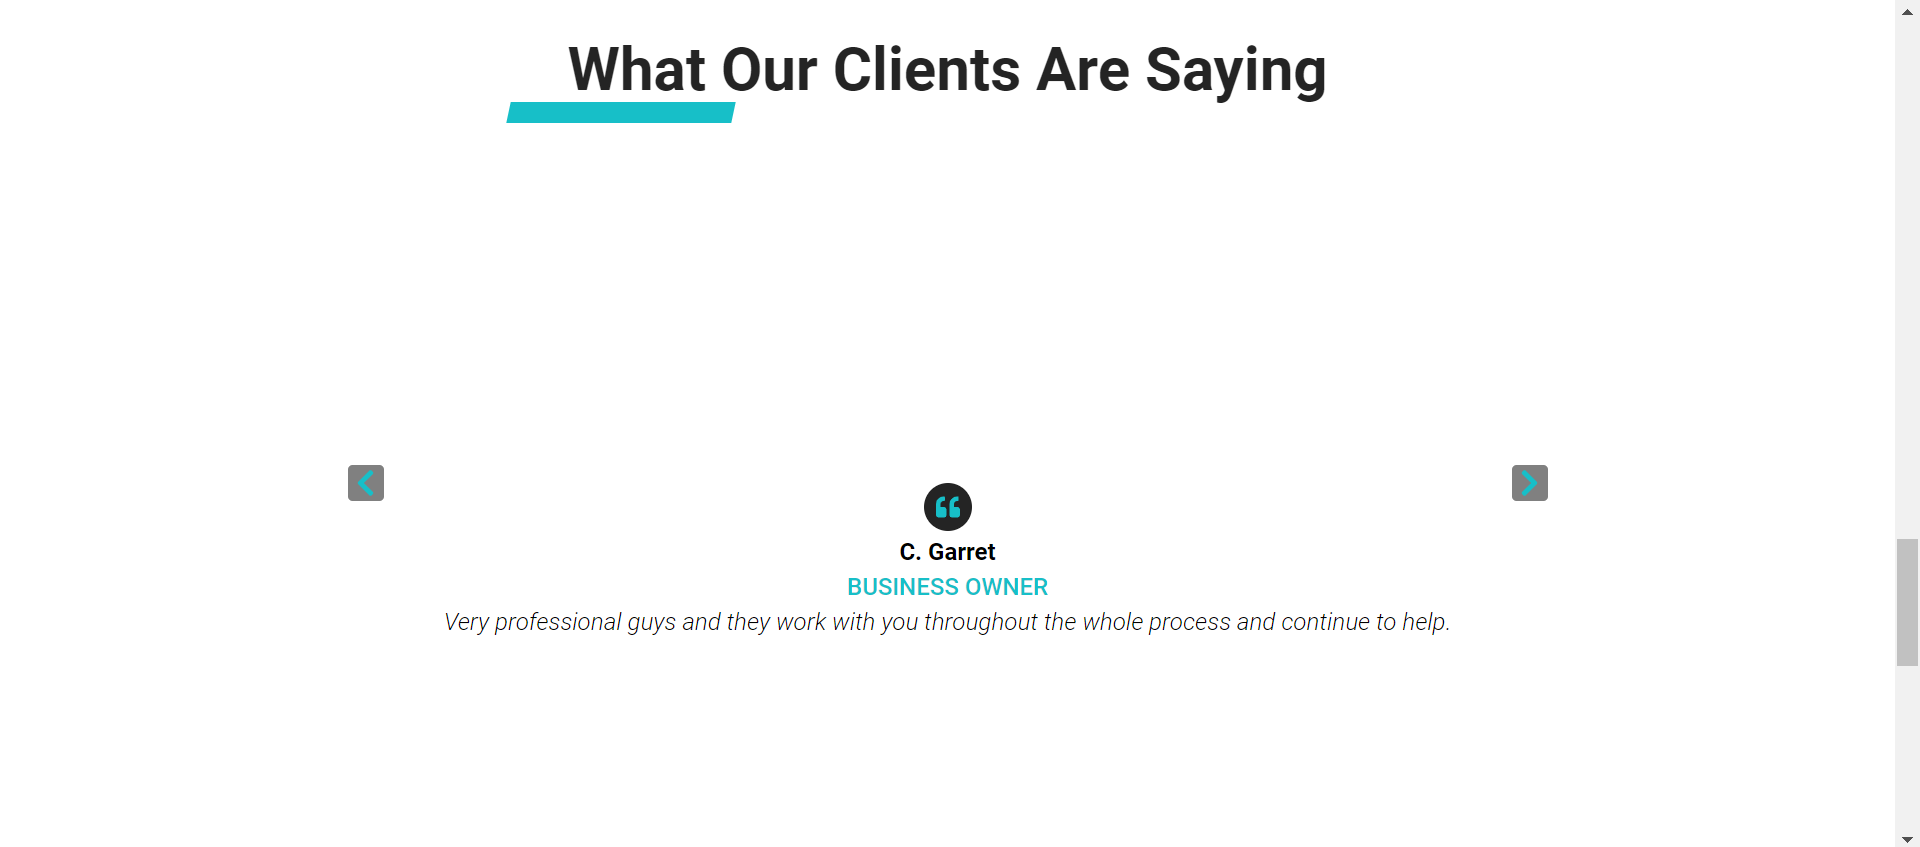 What Our Clients Are Saying
C. Garret
BUSINESS OWNER
Very professional guys and they work with you throughout the whole process and continue to help.